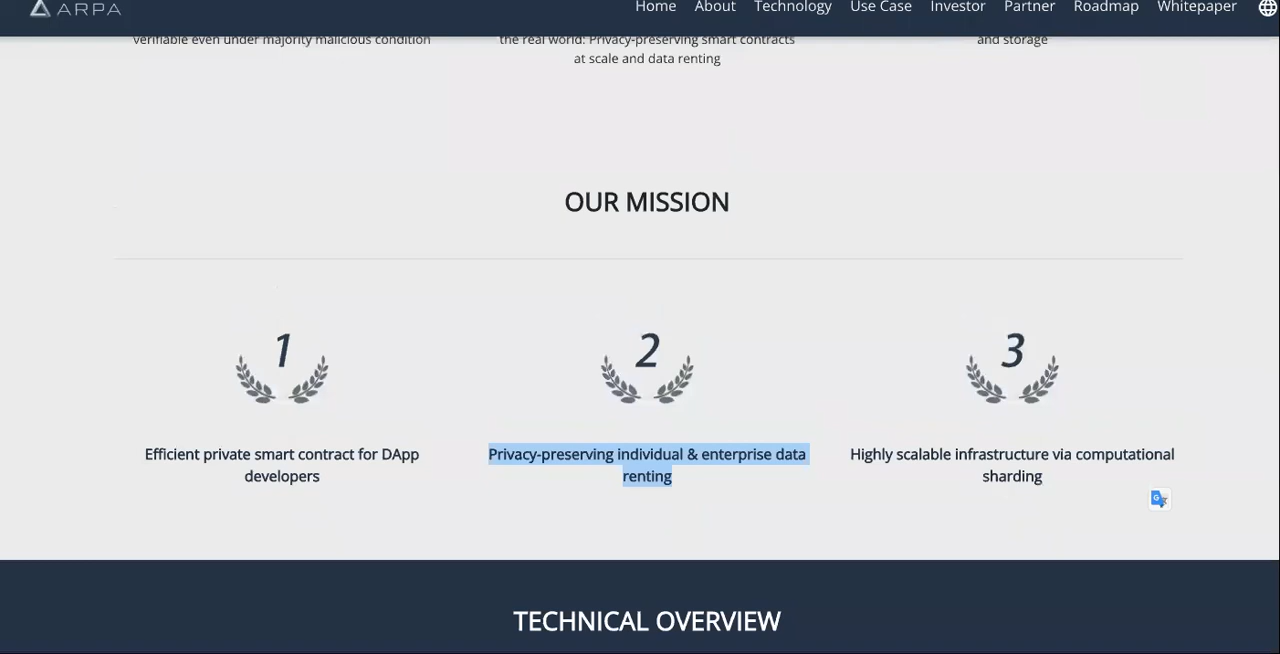 ARPA
Home About Technology Use Case Investor Partner Roadmap Whitepaper
verifiable even under majority malicious condition
the real world: Privacy-preserving smart contracts
at scale and data renting
and storage
OUR MISSION
1
Efficient private smart contract for DApp
developers
2
Privacy-preserving individual & enterprise data
renting
3
Highly scalable infrastructure via computational
sharding
G
TECHNICAL OVERVIEW